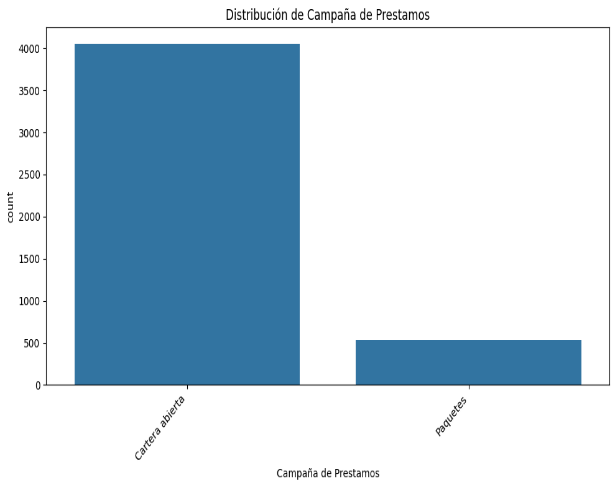 Distribución de Campaña de Prestamos
4000
3500
3000
2500
2000
1500
1000
500
0
count
Cartera abierta
Paquetes
Campaña de Prestamos